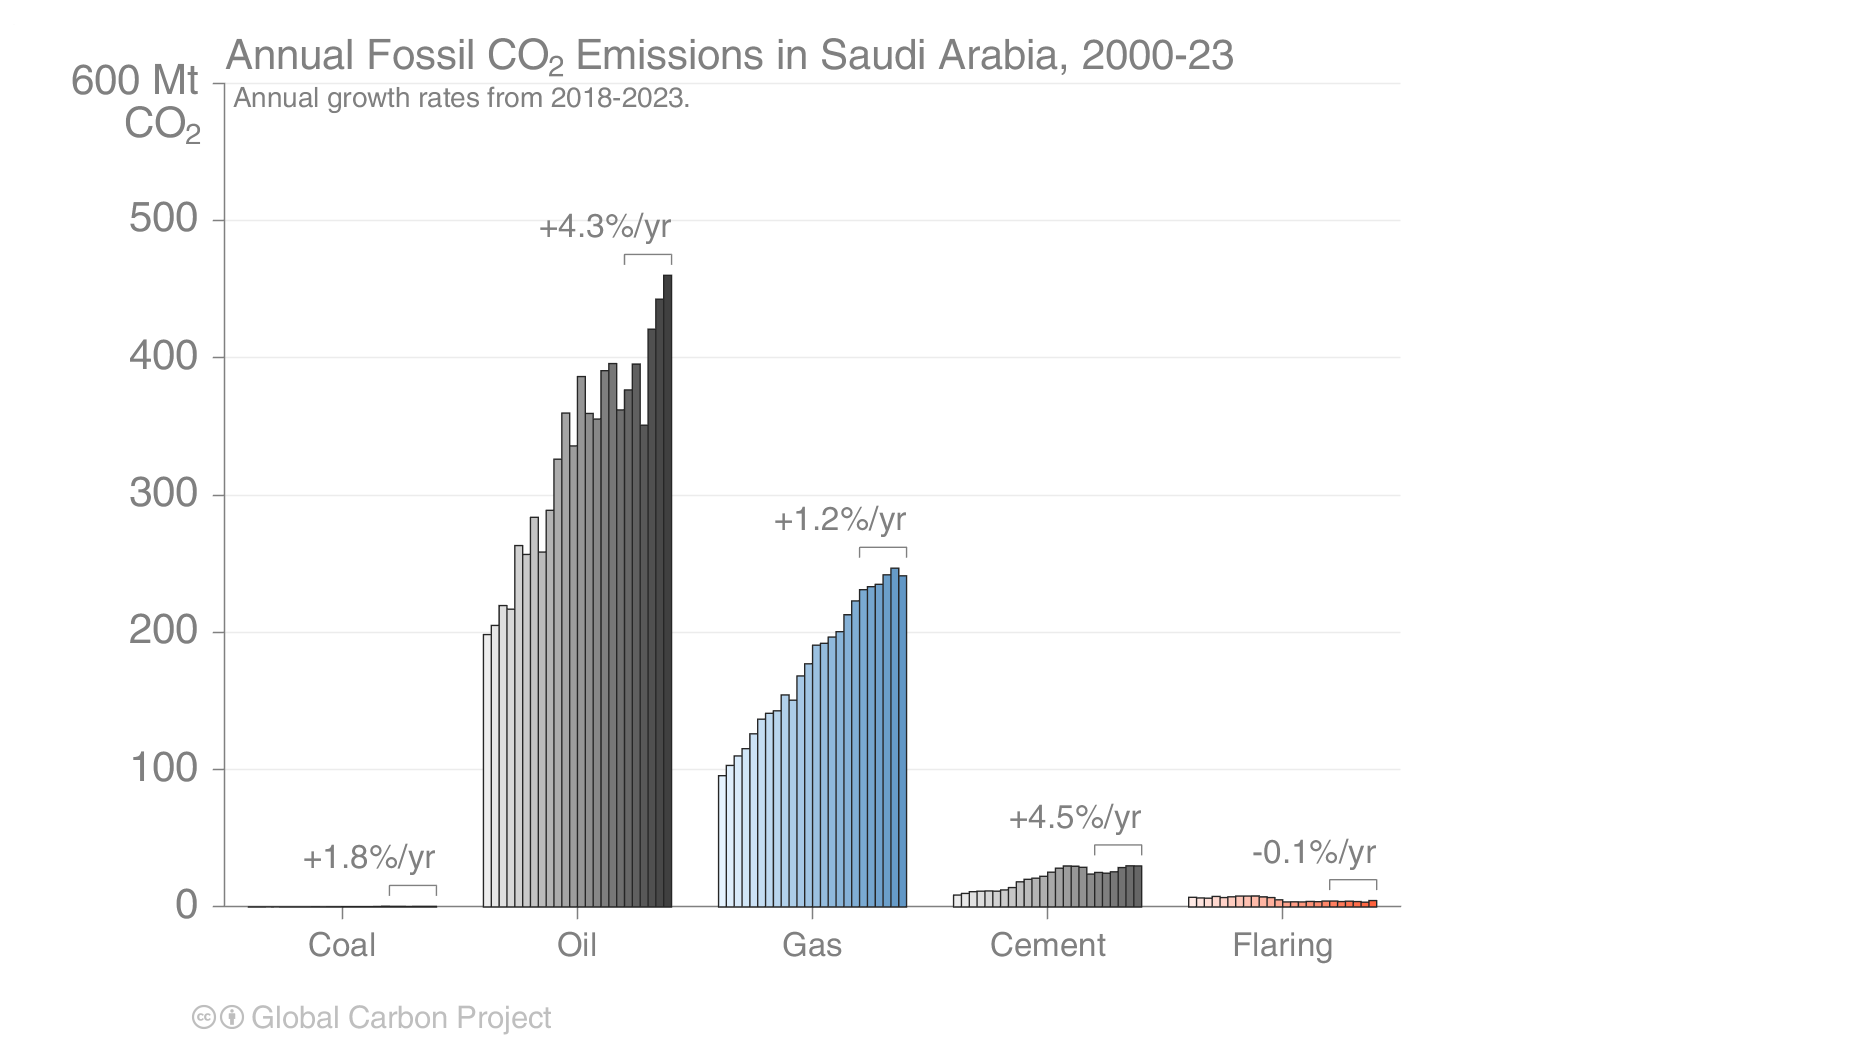 Annual Fossil CO₂ Emissions in Saudi Arabia, 2000-23
600 Mt
CO₂
Annual growth rates from 2018-2023.
500
+4.3%/yr
400
300
+1.2%/yr
200
100
+4.5%/yr
-0.1%/yr
+1.8%/yr
0
Coal
Oil
Gas
Cement
Flaring
cc Global Carbon Project